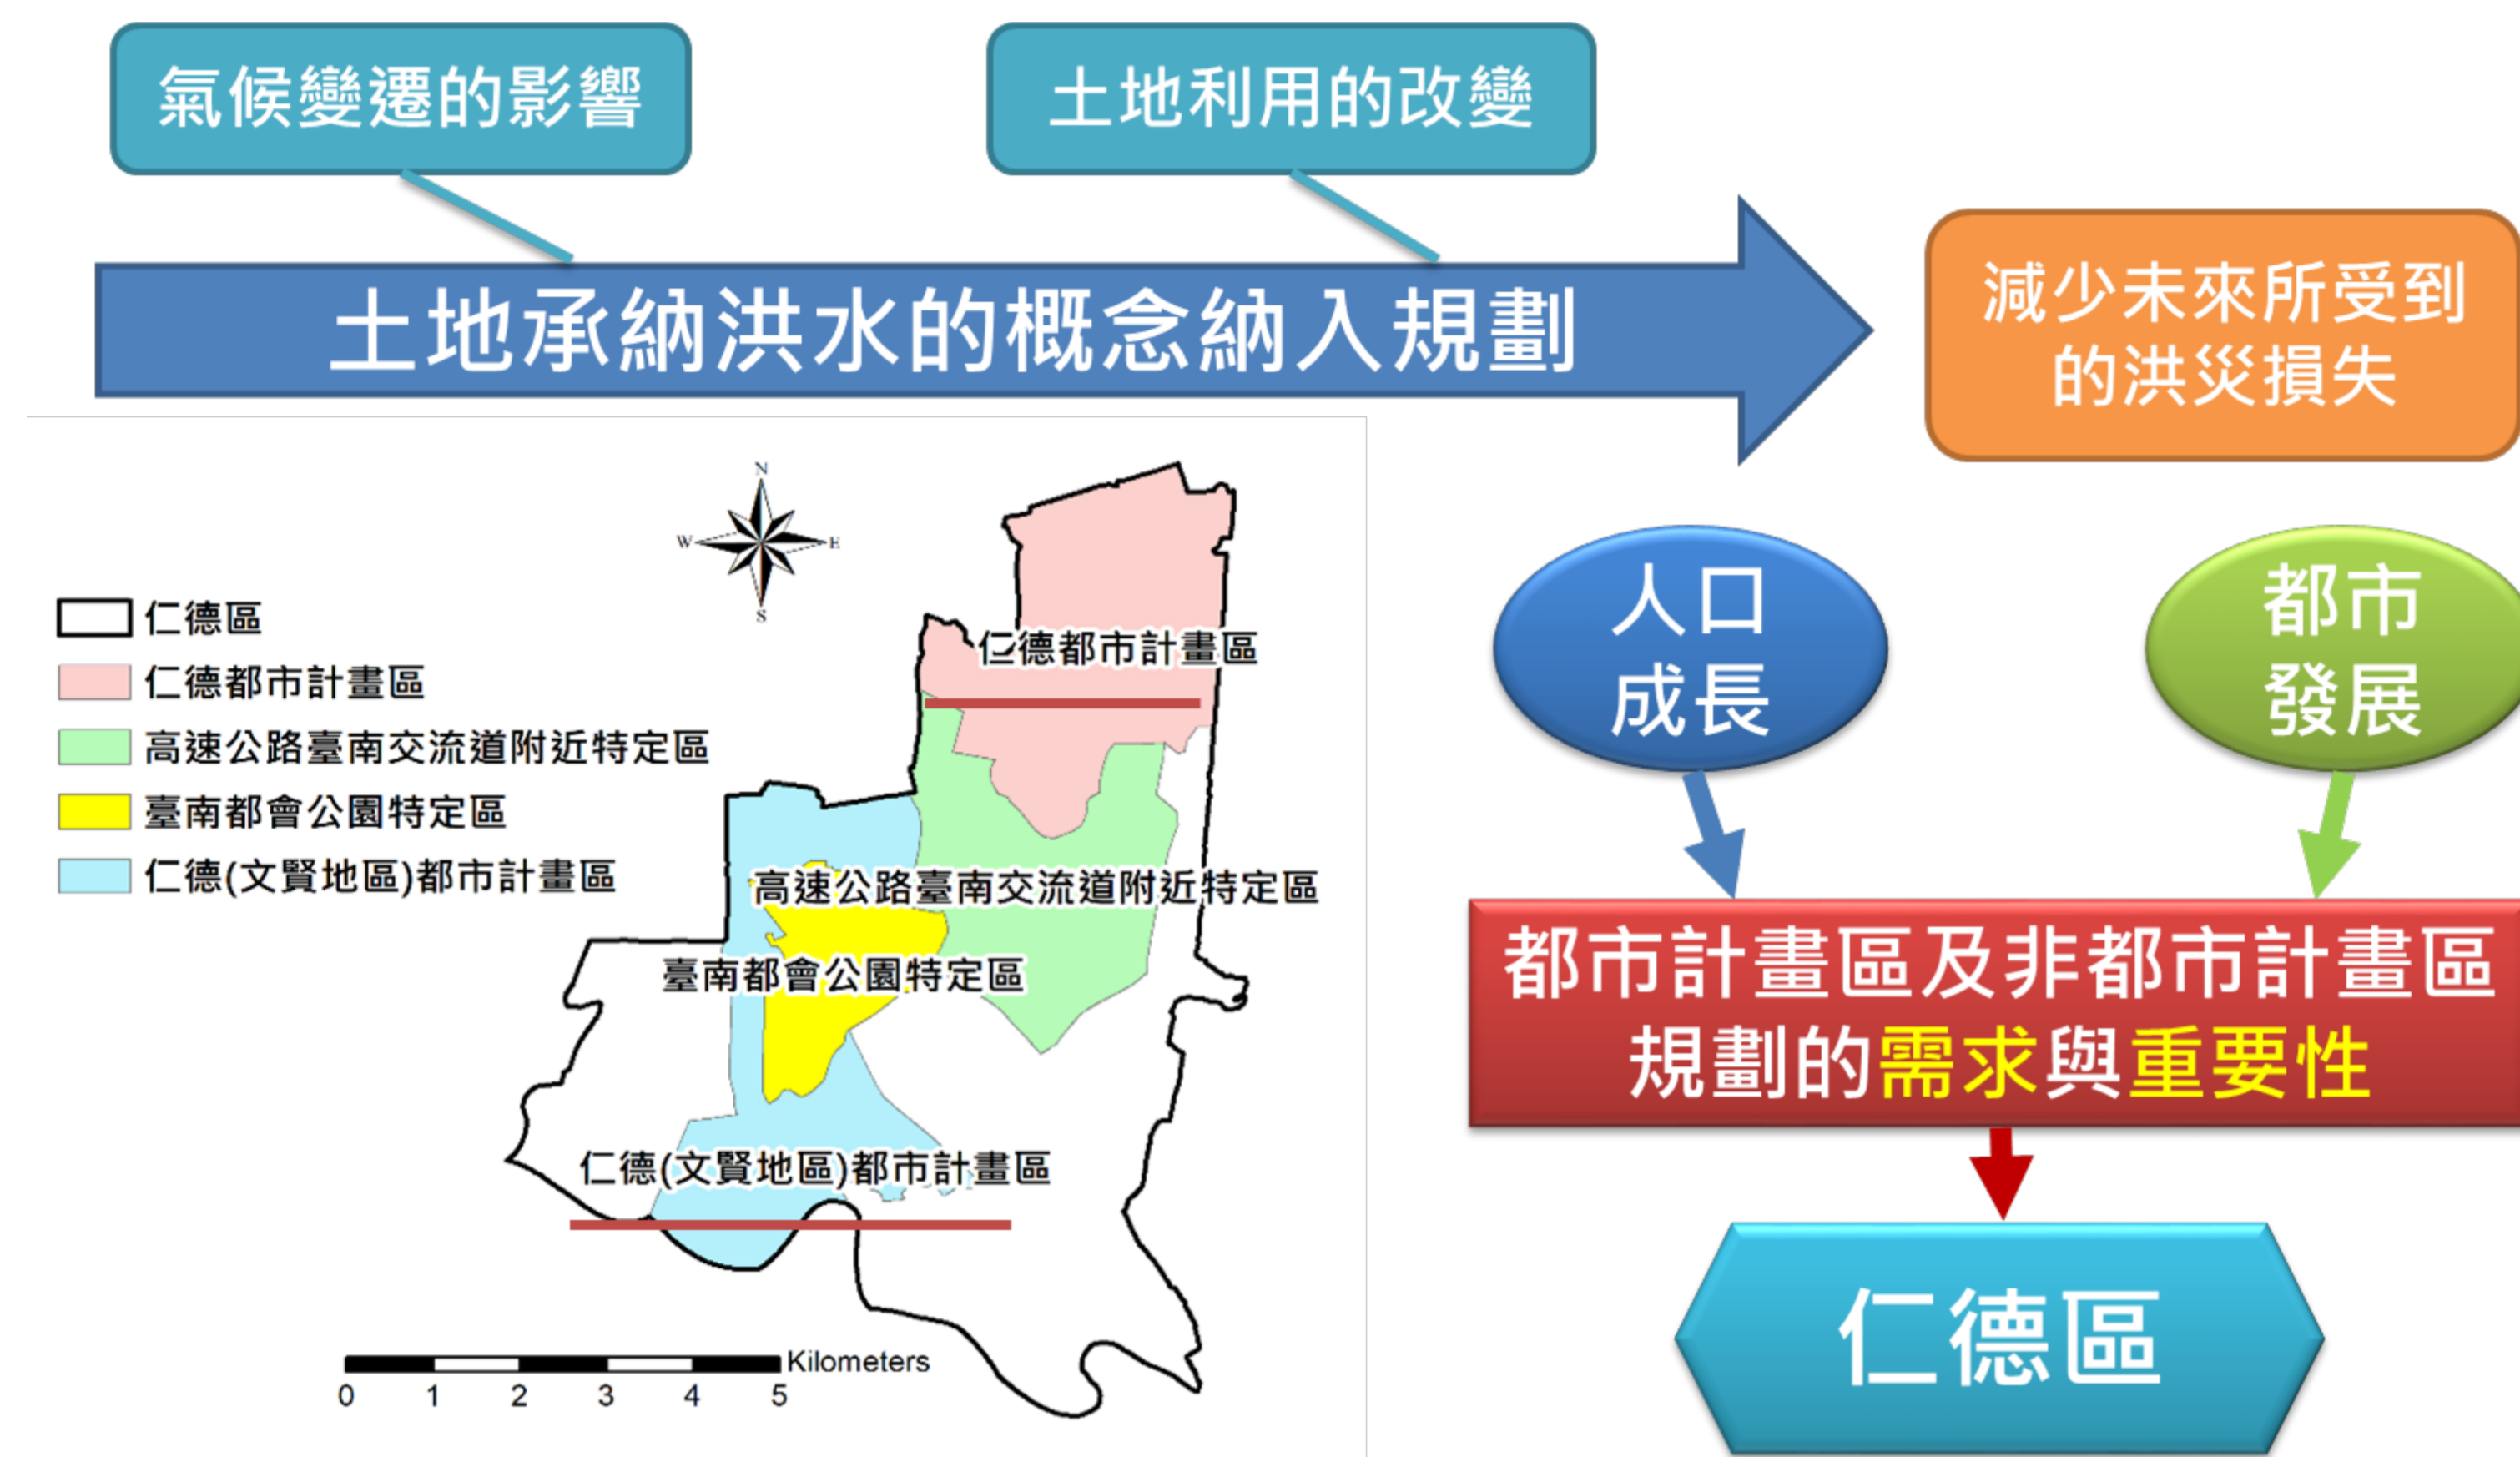 氣候變遷的影響
土地利用的改變
土地承納洪水的概念納入規劃
減少未來所受到
的洪災損失
N
W
E
S
仁德區
仁德都市計畫區
高速公路臺南交流道附近特定區
臺南都會公園特定區
仁德(文賢地區)都市計畫區
仁德都市計畫區
高速公路臺南交流道附近特定區
臺南都會公園特定區
仁德(文賢地區)都市計畫區
Kilometers
0 1 2 3 4 5
人口
成長
都市
發展
都市計畫區及非都市計畫區
規劃的需求與重要性
仁德區